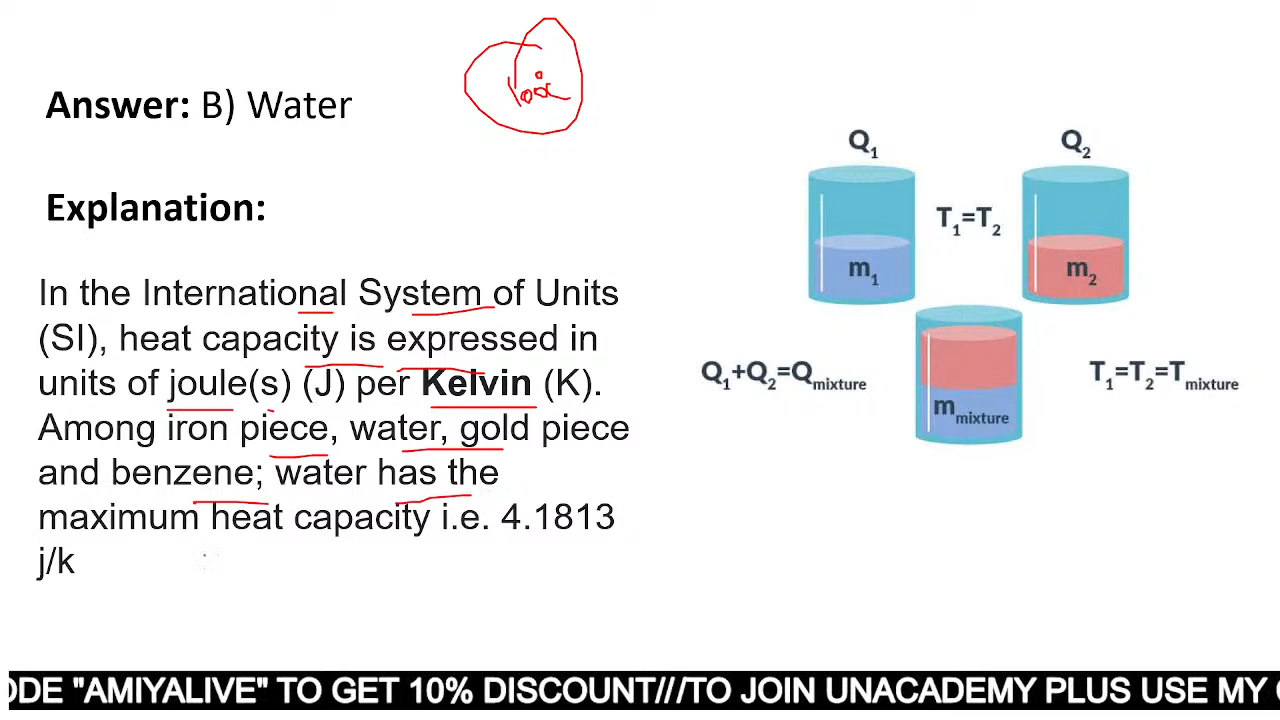 Answer: B) Water
Explanation:
In the International System of Units
(SI), heat capacity is expressed in
units of joule(s) (J) per Kelvin (K).
Among iron piece, water, gold piece
and benzene; water has the
maximum heat capacity i.e. 4.1813
j/k
Q1
Q2
T1=T2
m1
m2
Q1+Q2=Qmixture
T1=T2=Tmixture
mmixture
ODE "AMIYALIVE" TO GET 10% DISCOUNT///TO JOIN UNACADEMY PLUS USE MY